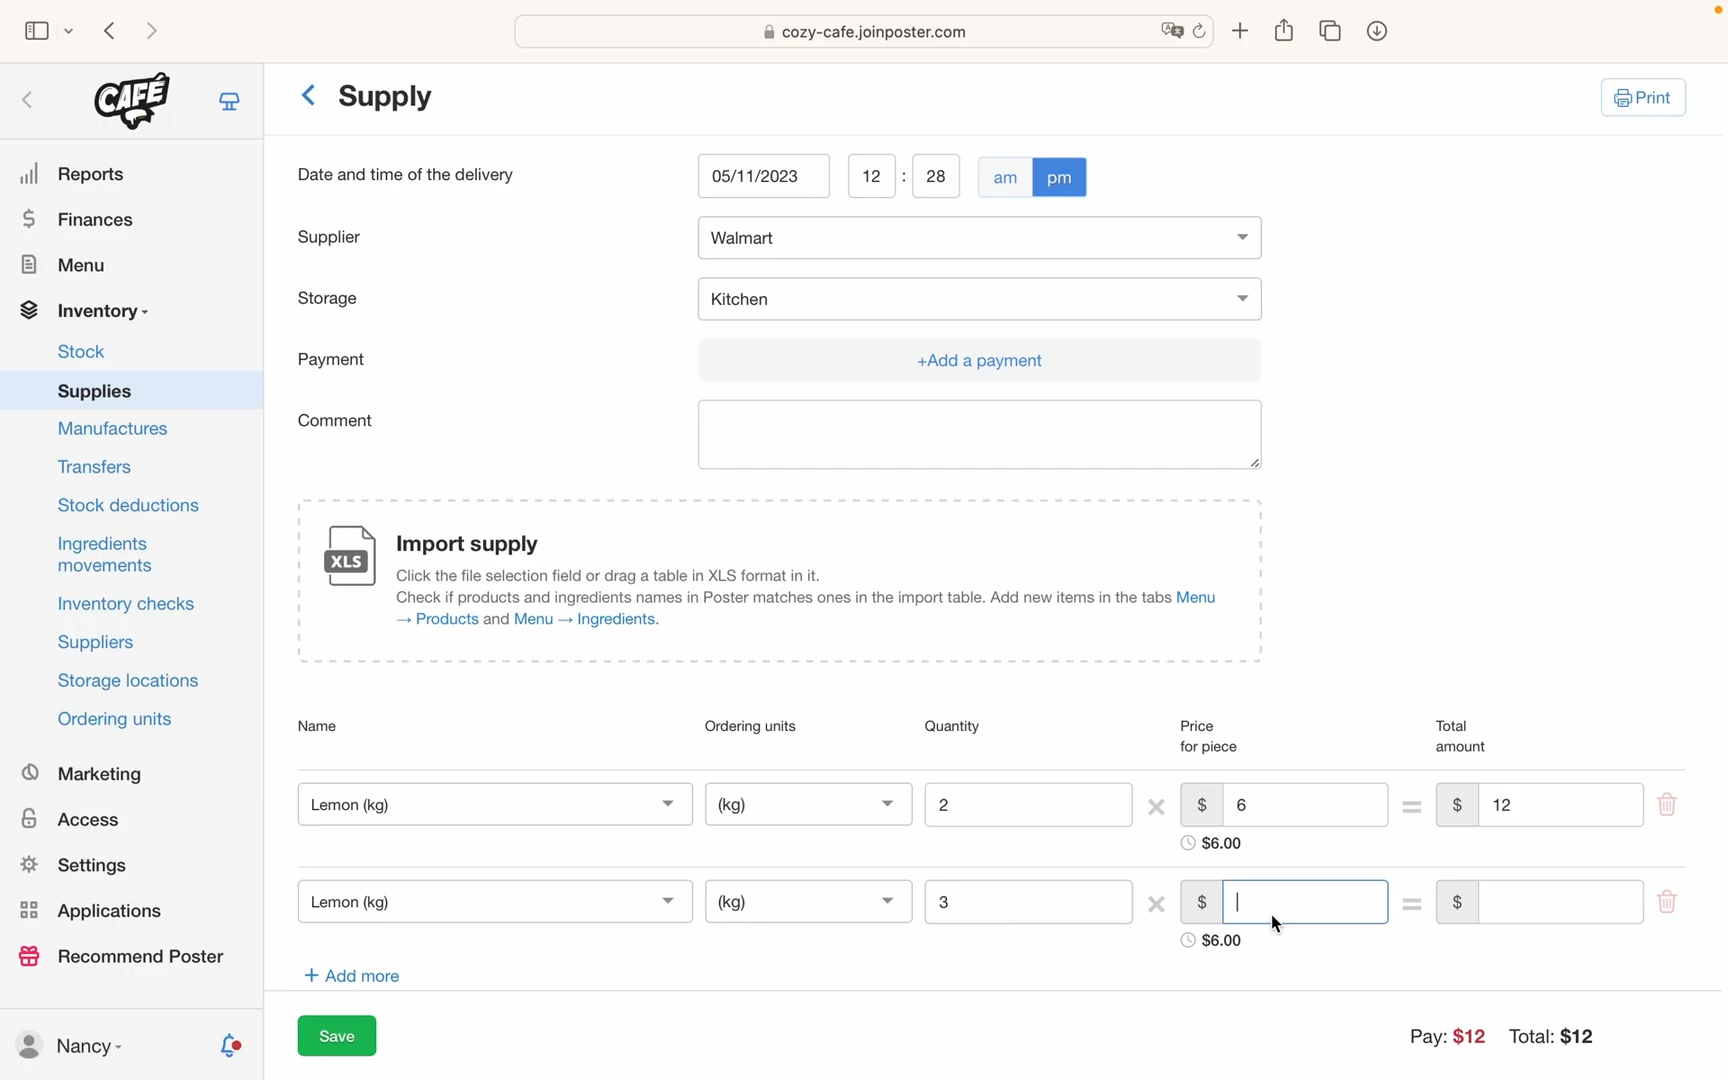 cozy-cafe.joinposter.com
CAFÉ
Supply
Print
Reports
Finances
Menu
Inventory
Stock
Supplies
Manufactures
Transfers
Stock deductions
Ingredients
movements
Inventory checks
Suppliers
Storage locations
Ordering units
Marketing
Access
Settings
Applications
Recommend Poster
Nancy
Date and time of the delivery
05/11/2023
12 : 28
am pm
Supplier
Walmart
Storage
Kitchen
Payment
+Add a payment
Comment
XLS
Import supply
Click the file selection field or drag a table in XLS format in it.
Check if products and ingredients names in Poster matches ones in the import table. Add new items in the tabs Menu
→ Products and Menu → Ingredients.
Name
Ordering units
Quantity
Price
for piece
Total
amount
Lemon (kg) (kg) 2 × $ 6 = $ 12
$6.00
Lemon (kg) (kg) 3 × $ = $
$6.00
+ Add more
Save
Pay: $12 Total: $12